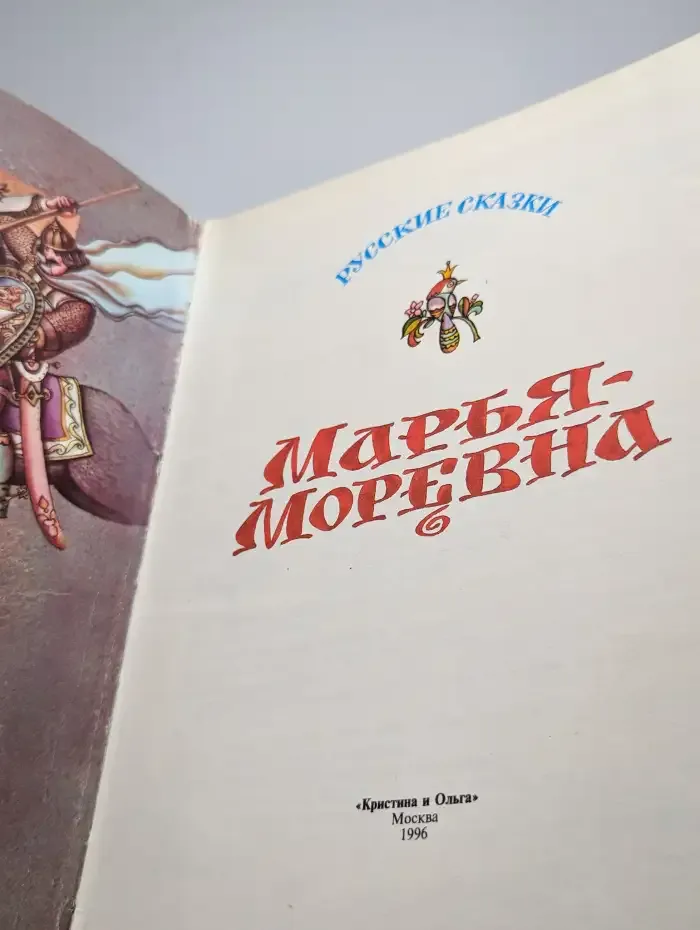 РУССКИЕ СКАЗКИ
МАРЬЯ-
МОРЕВНА
«Кристина и Ольга»
Москва
1996